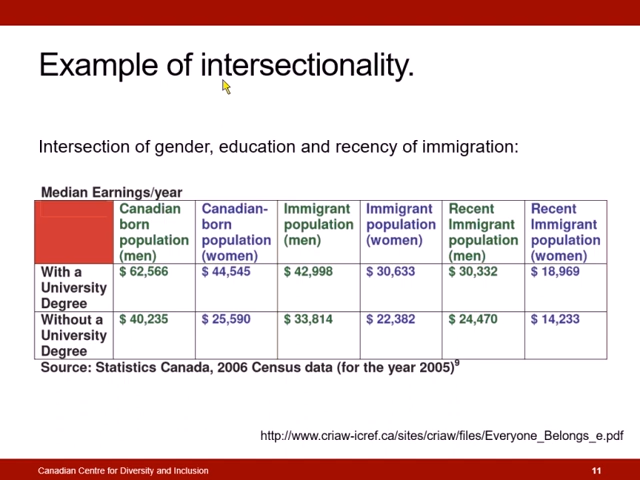 Example of intersectionality.
Intersection of gender, education and recency of immigration:
Median Earnings/year
Canadian born population (men) Canadian-born population (women) Immigrant population (men) Immigrant population (women) Recent Immigrant population (men) Recent Immigrant population (women)
With a University Degree $ 62,566 $ 44,545 $ 42,998 $ 30,633 $ 30,332 $ 18,969
Without a University Degree $ 40,235 $ 25,590 $ 33,814 $ 22,382 $ 24,470 $ 14,233
Source: Statistics Canada, 2006 Census data (for the year 2005)⁹
http://www.criaw-icref.ca/sites/criaw/files/Everyone_Belongs_e.pdf
Canadian Centre for Diversity and Inclusion 11